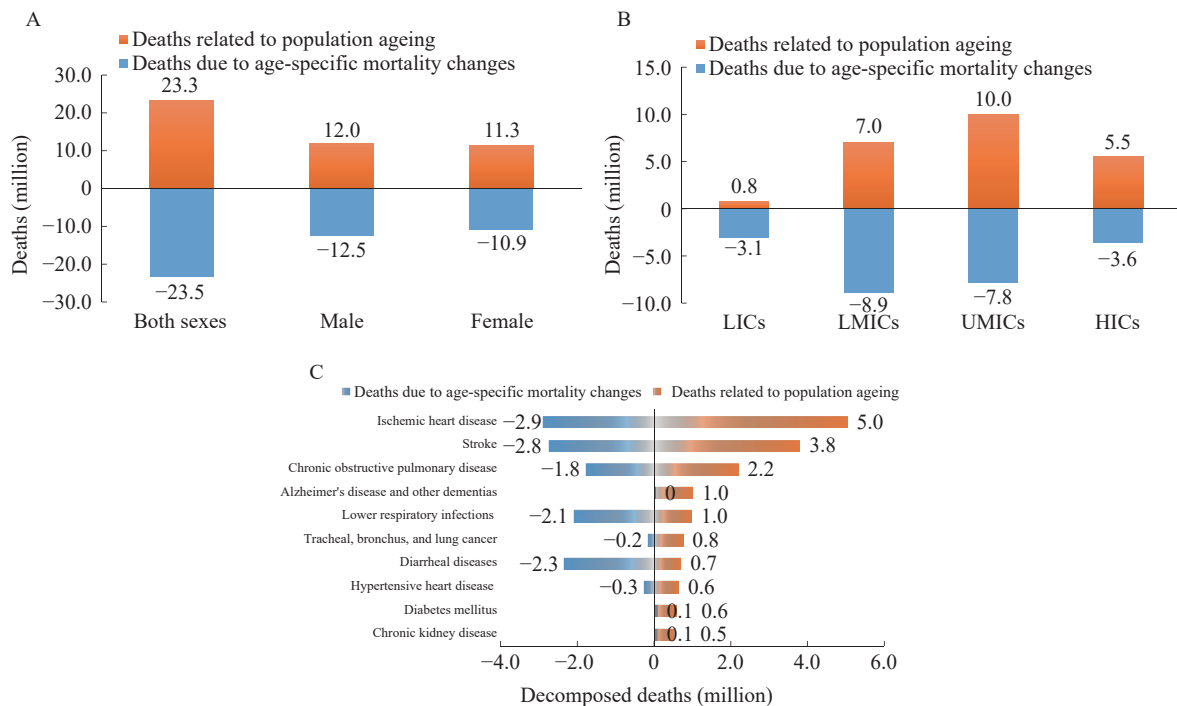 A
Deaths related to population ageing
Deaths due to age-specific mortality changes
Deaths (million)
30.0
20.0
10.0
0
−10.0
−20.0
−30.0
23.3
12.0
11.3
−23.5
−12.5
−10.9
Both sexes
Male
Female
B
Deaths related to population ageing
Deaths due to age-specific mortality changes
Deaths (million)
15.0
10.0
5.0
0
−5.0
−10.0
0.8
7.0
10.0
5.5
−3.1
−8.9
−7.8
−3.6
LICs
LMICs
UMICs
HICs
C
Deaths due to age-specific mortality changes
Deaths related to population ageing
Ischemic heart disease −2.9 5.0
Stroke −2.8 3.8
Chronic obstructive pulmonary disease −1.8 2.2
Alzheimer's disease and other dementias 0 1.0
Lower respiratory infections −2.1 1.0
Tracheal, bronchus, and lung cancer −0.2 0.8
Diarrheal diseases −2.3 0.7
Hypertensive heart disease −0.3 0.6
Diabetes mellitus 0.1 0.6
Chronic kidney disease 0.1 0.5
−4.0 −2.0 0 2.0 4.0 6.0
Decomposed deaths (million)